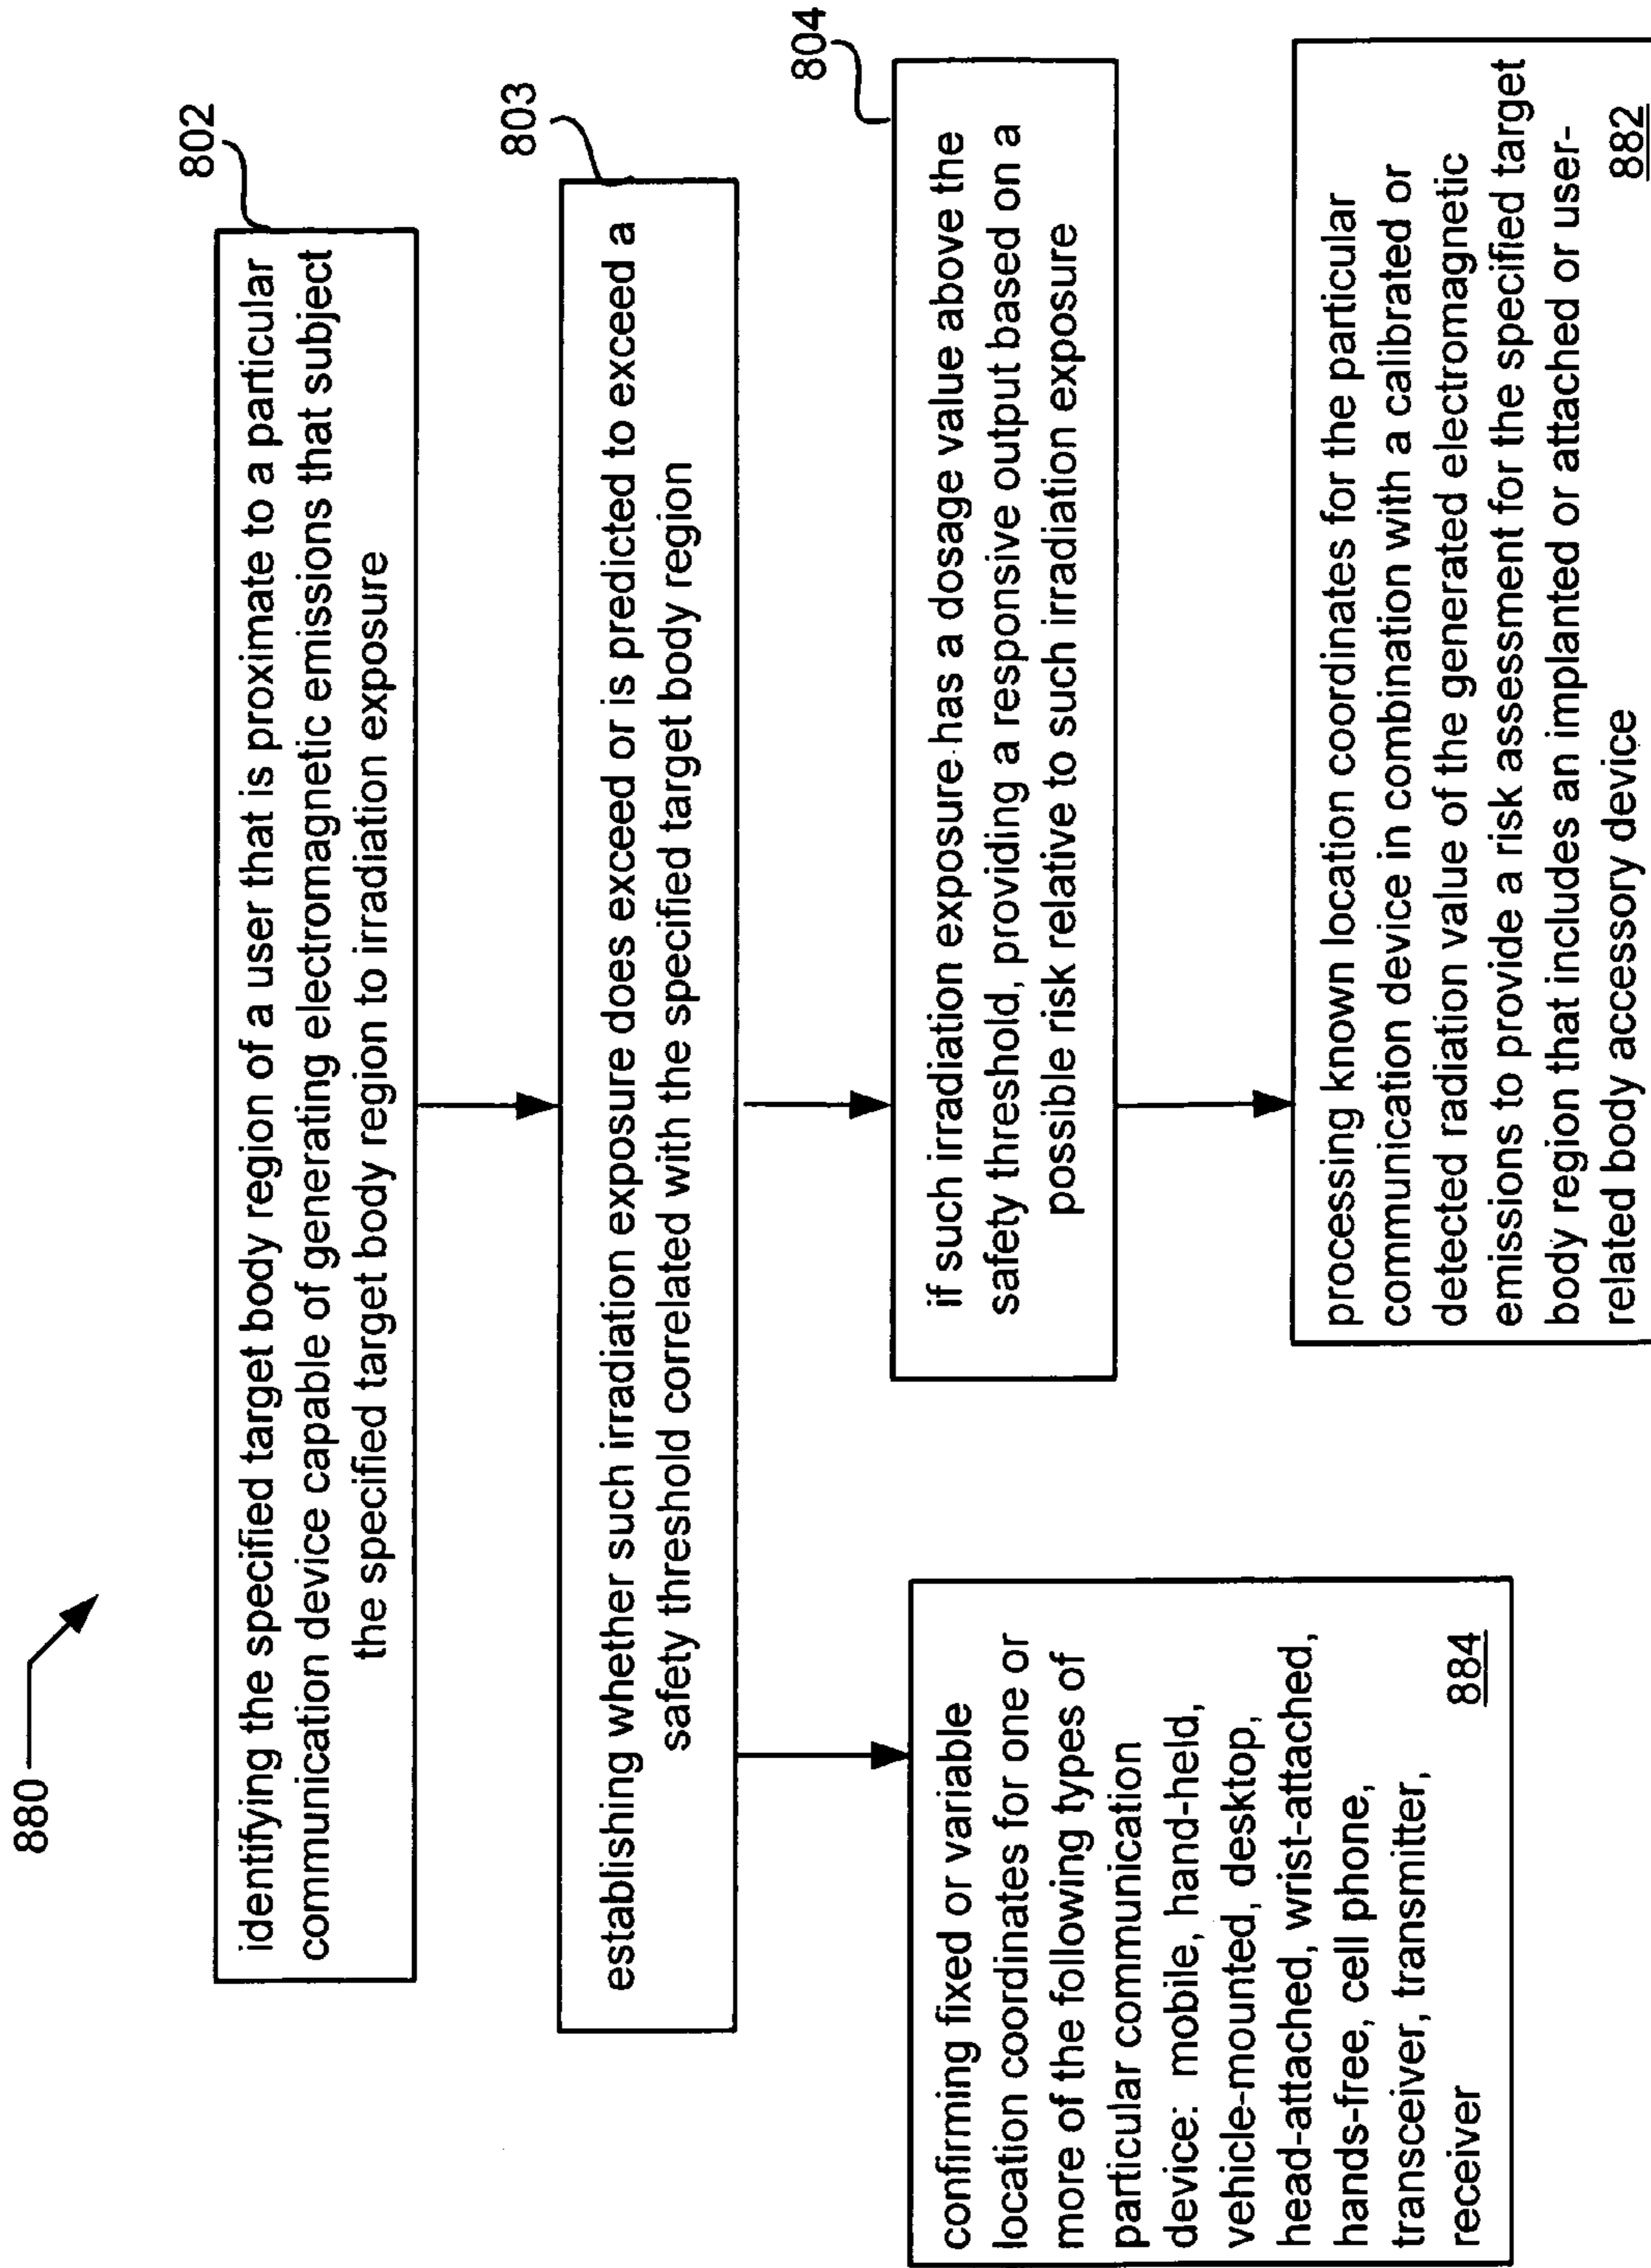 880
802
identifying the specified target body region of a user that is proximate to a particular
communication device capable of generating electromagnetic emissions that subject
the specified target body region to irradiation exposure
803
establishing whether such irradiation exposure does exceed or is predicted to exceed a
safety threshold correlated with the specified target body region
804
if such irradiation exposure has a dosage value above the
safety threshold, providing a responsive output based on a
possible risk relative to such irradiation exposure
confirming fixed or variable
location coordinates for one or
more of the following types of
particular communication
device: mobile, hand-held,
vehicle-mounted, desktop,
head-attached, wrist-attached,
hands-free, cell phone,
transceiver, transmitter,
receiver
884
processing known location coordinates for the particular
communication device in combination with a calibrated or
detected radiation value of the generated electromagnetic
emissions to provide a risk assessment for the specified target
body region that includes an implanted or attached or user-
related body accessory device
882